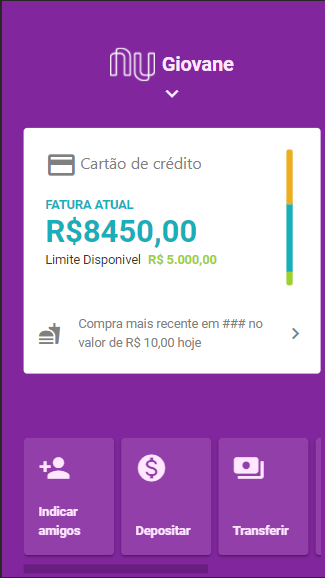 nu Giovane
Cartão de crédito
FATURA ATUAL
R$8450,00
Limite Disponivel R$ 5.000,00
Compra mais recente em ### no
valor de R$ 10,00 hoje
Indicar
amigos
Depositar
Transferir